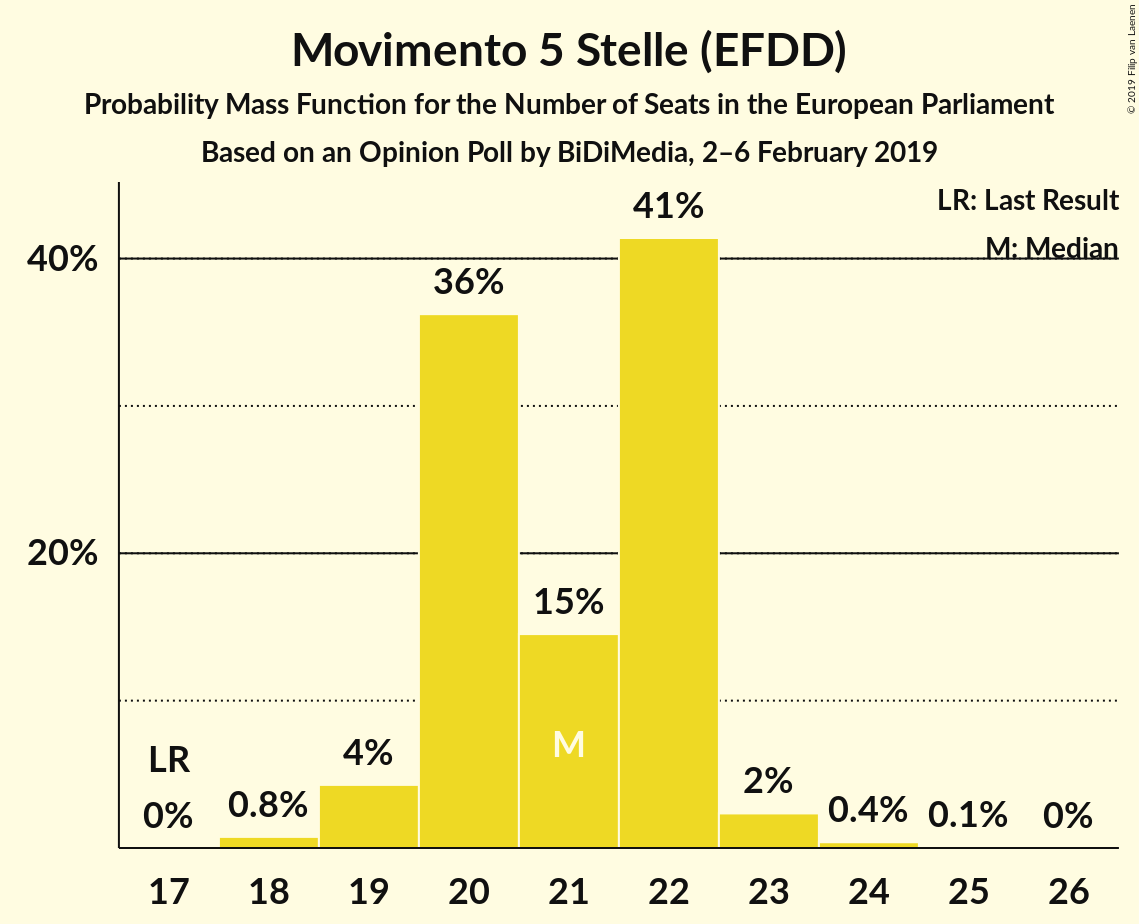 Movimento 5 Stelle (EFDD)
Probability Mass Function for the Number of Seats in the European Parliament
Based on an Opinion Poll by BiDiMedia, 2–6 February 2019
© 2019 Filip van Laenen
LR: Last Result
M: Median
40%
20%
LR
0%
0.8%
4%
36%
15%
M
41%
2%
0.4%
0.1%
0%
17 18 19 20 21 22 23 24 25 26